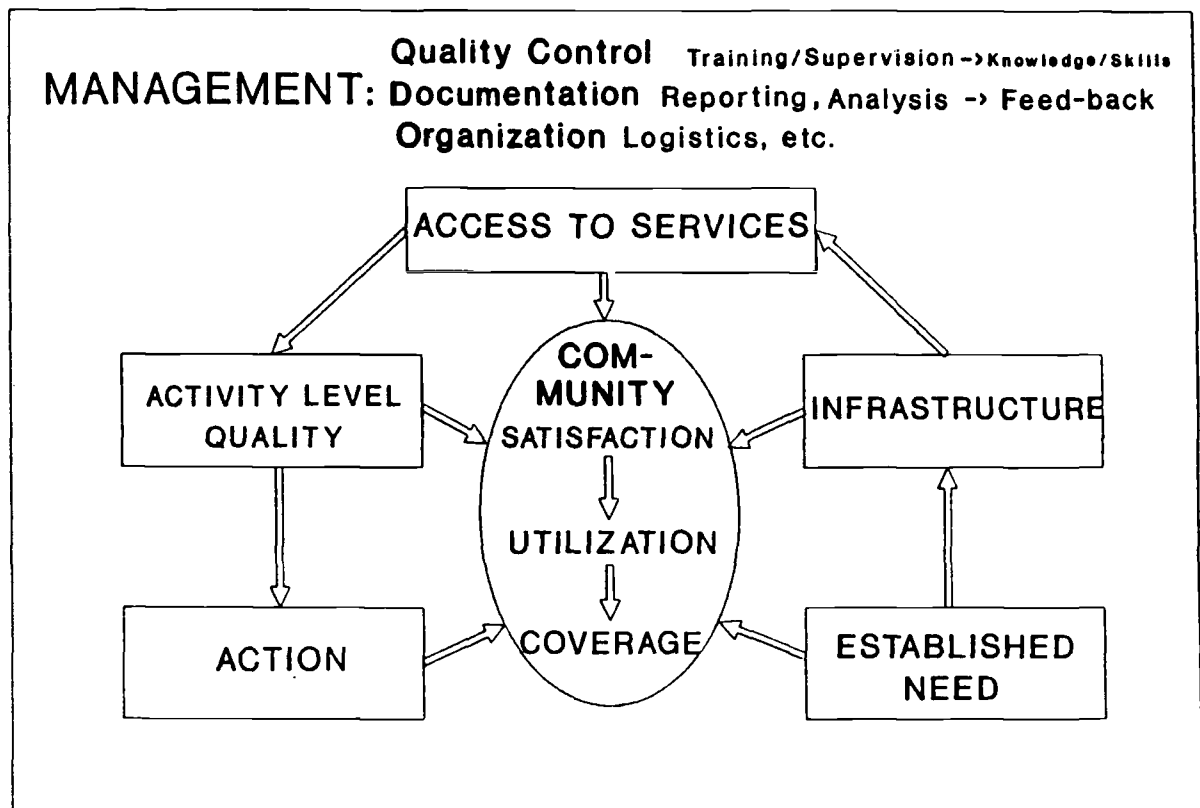 Quality Control Training/Supervision -> Knowledge/Skills
MANAGEMENT: Documentation Reporting, Analysis -> Feed-back
Organization Logistics, etc.
ACCESS TO SERVICES
COM-
MUNITY
SATISFACTION
UTILIZATION
COVERAGE
ACTIVITY LEVEL
QUALITY
INFRASTRUCTURE
ACTION
ESTABLISHED
NEED